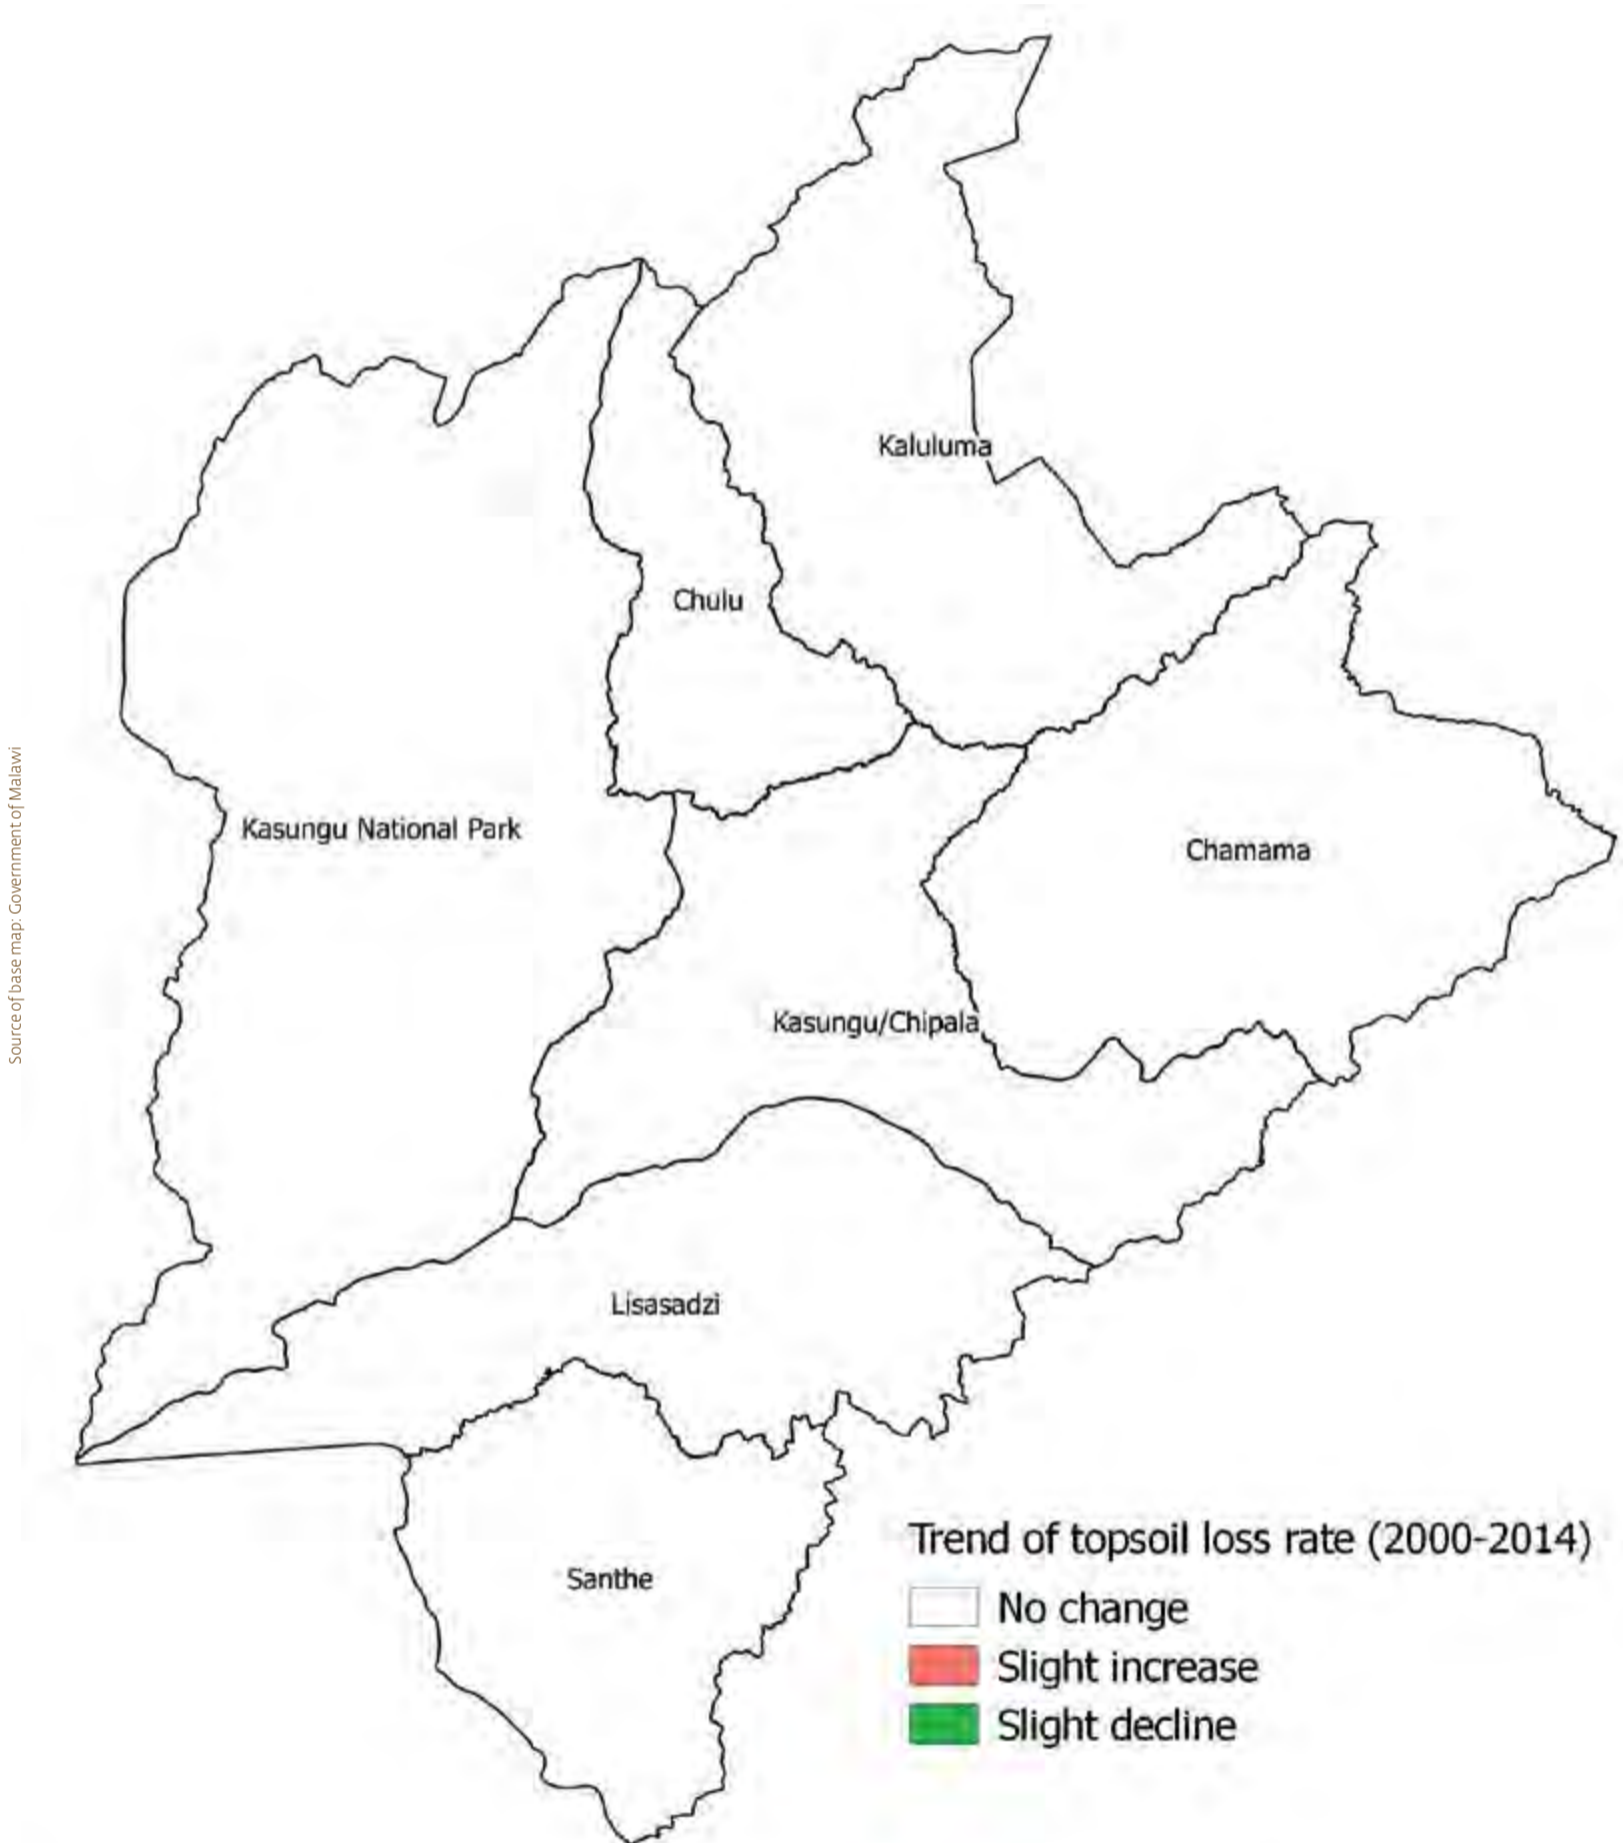 Kaluluma
Chulu
Kasungu National Park
Chamama
Kasungu/Chipala
Lisasadzi
Santhe
Trend of topsoil loss rate (2000-2014)
No change
Slight increase
Slight decline
Source of base map: Government of Malawi